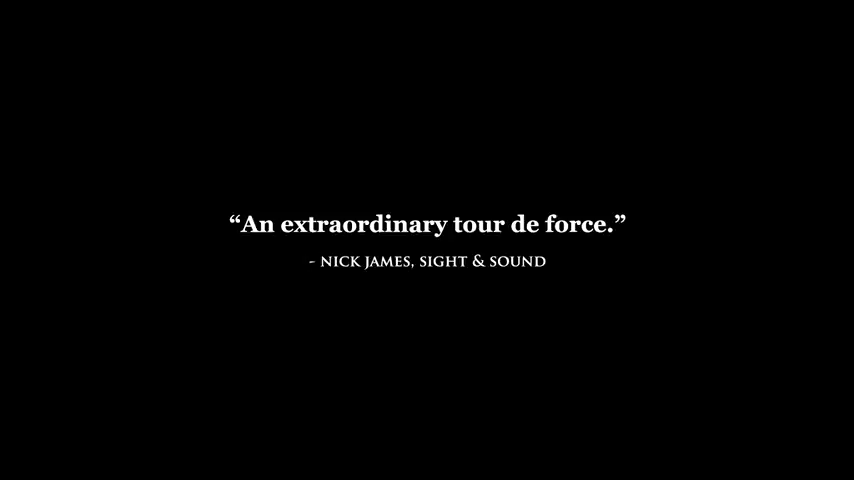 “An extraordinary tour de force.”
- NICK JAMES, SIGHT & SOUND